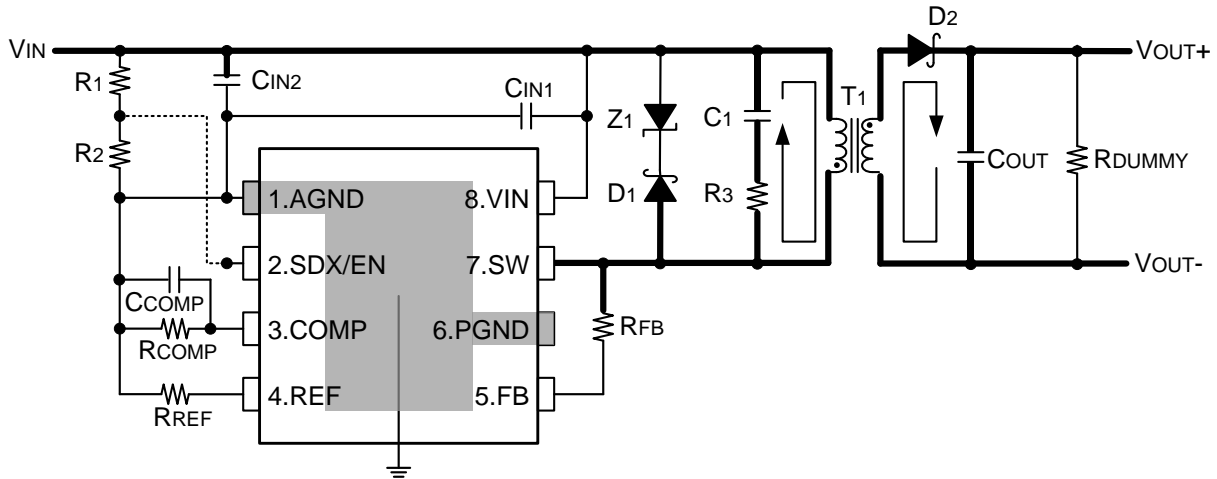 D2
VIN
VOUT+
R1
CIN2
CIN1
Z1
C1
T1
R2
COUT
RDUMMY
1.AGND
8.VIN
D1
R3
2.SDX/EN
7.SW
VOUT-
CCOMP
3.COMP
6.PGND
RFB
RCOMP
4.REF
5.FB
RREF